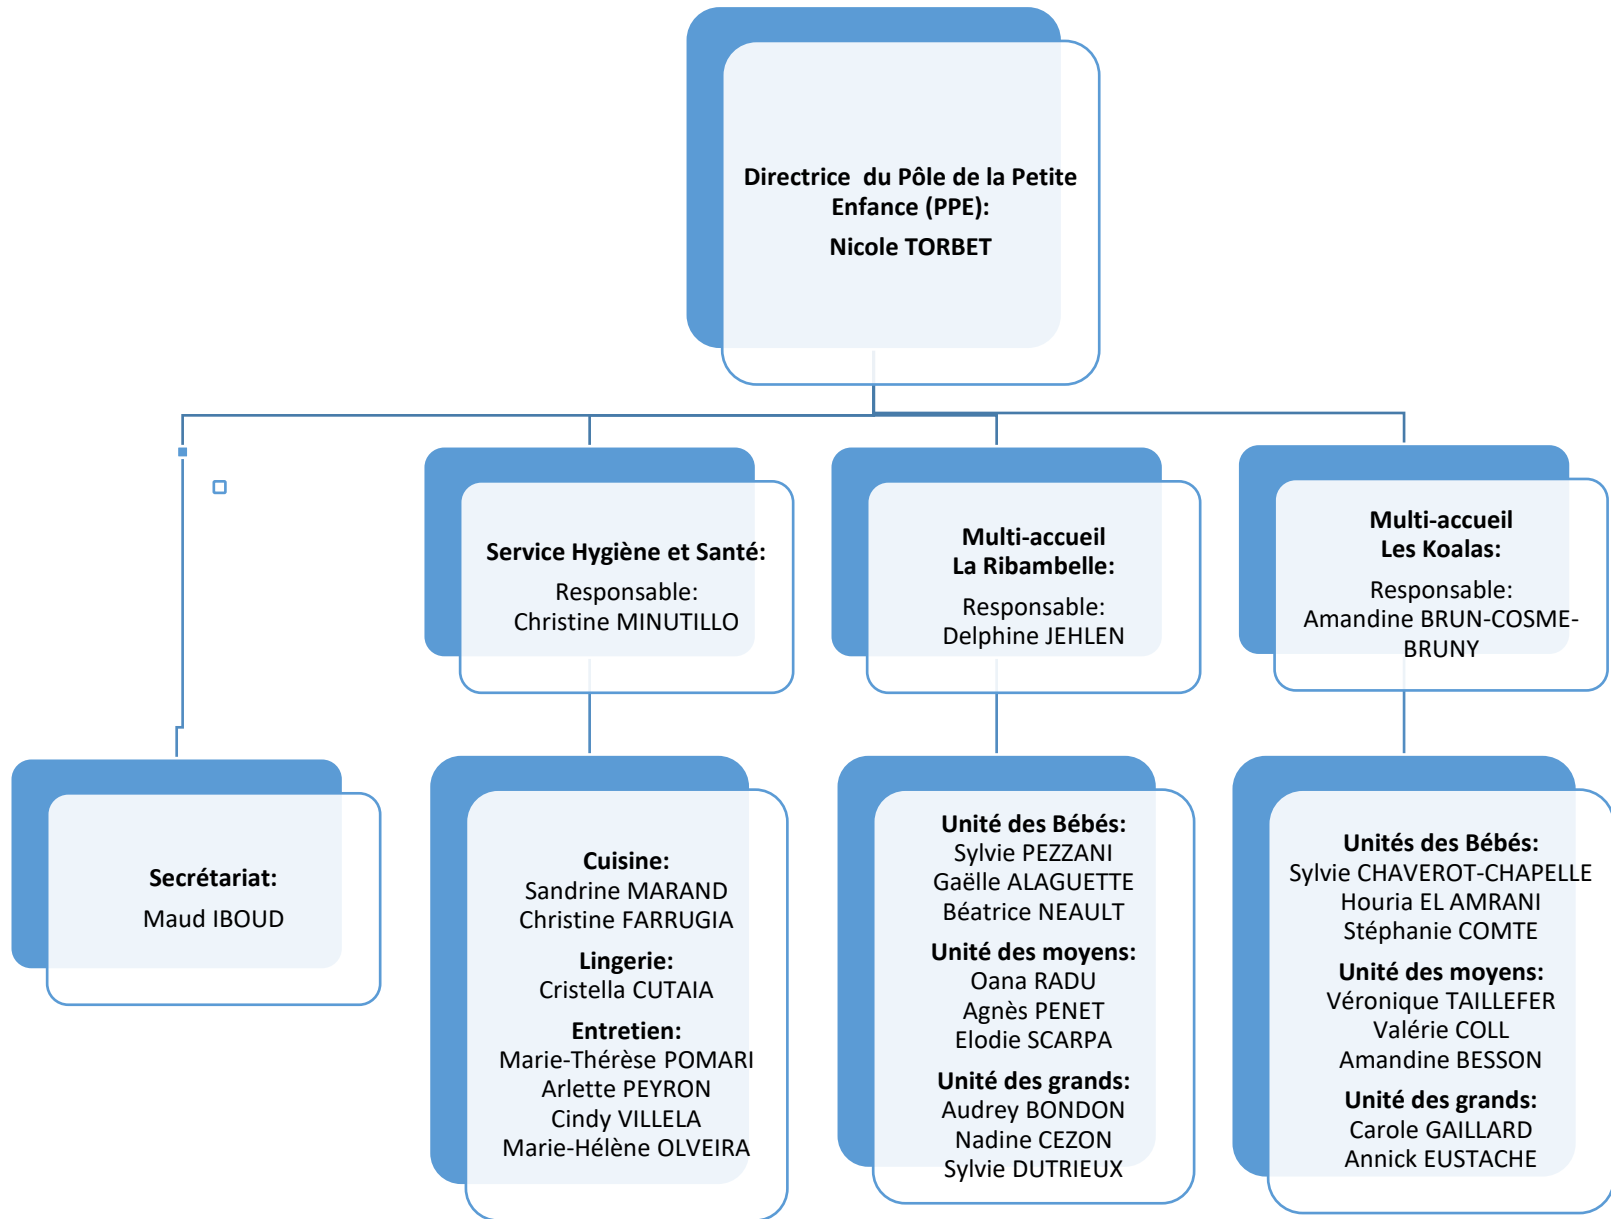 Directrice  du Pôle de la Petite
Enfance (PPE):
Nicole TORBET
Service Hygiène et Santé:
Responsable:
Christine MINUTILLO
Multi-accueil
La Ribambelle:
Responsable:
Delphine JEHLEN
Multi-accueil
Les Koalas:
Responsable:
Amandine BRUN-COSME-
BRUNY
Secrétariat:
Maud IBOUD
Cuisine:
Sandrine MARAND
Christine FARRUGIA
Lingerie:
Cristella CUTAIA
Entretien:
Marie-Thérèse POMARI
Arlette PEYRON
Cindy VILLELA
Marie-Hélène OLVEIRA
Unité des Bébés:
Sylvie PEZZANI
Gaëlle ALAGUETTE
Béatrice NEAULT
Unité des moyens:
Oana RADU
Agnès PENET
Elodie SCARPA
Unité des grands:
Audrey BONDON
Nadine CEZON
Sylvie DUTRIEUX
Unités des Bébés:
Sylvie CHAVEROT-CHAPELLE
Houria EL AMRANI
Stéphanie COMTE
Unité des moyens:
Véronique TAILLEFER
Valérie COLL
Amandine BESSON
Unité des grands:
Carole GAILLARD
Annick EUSTACHE